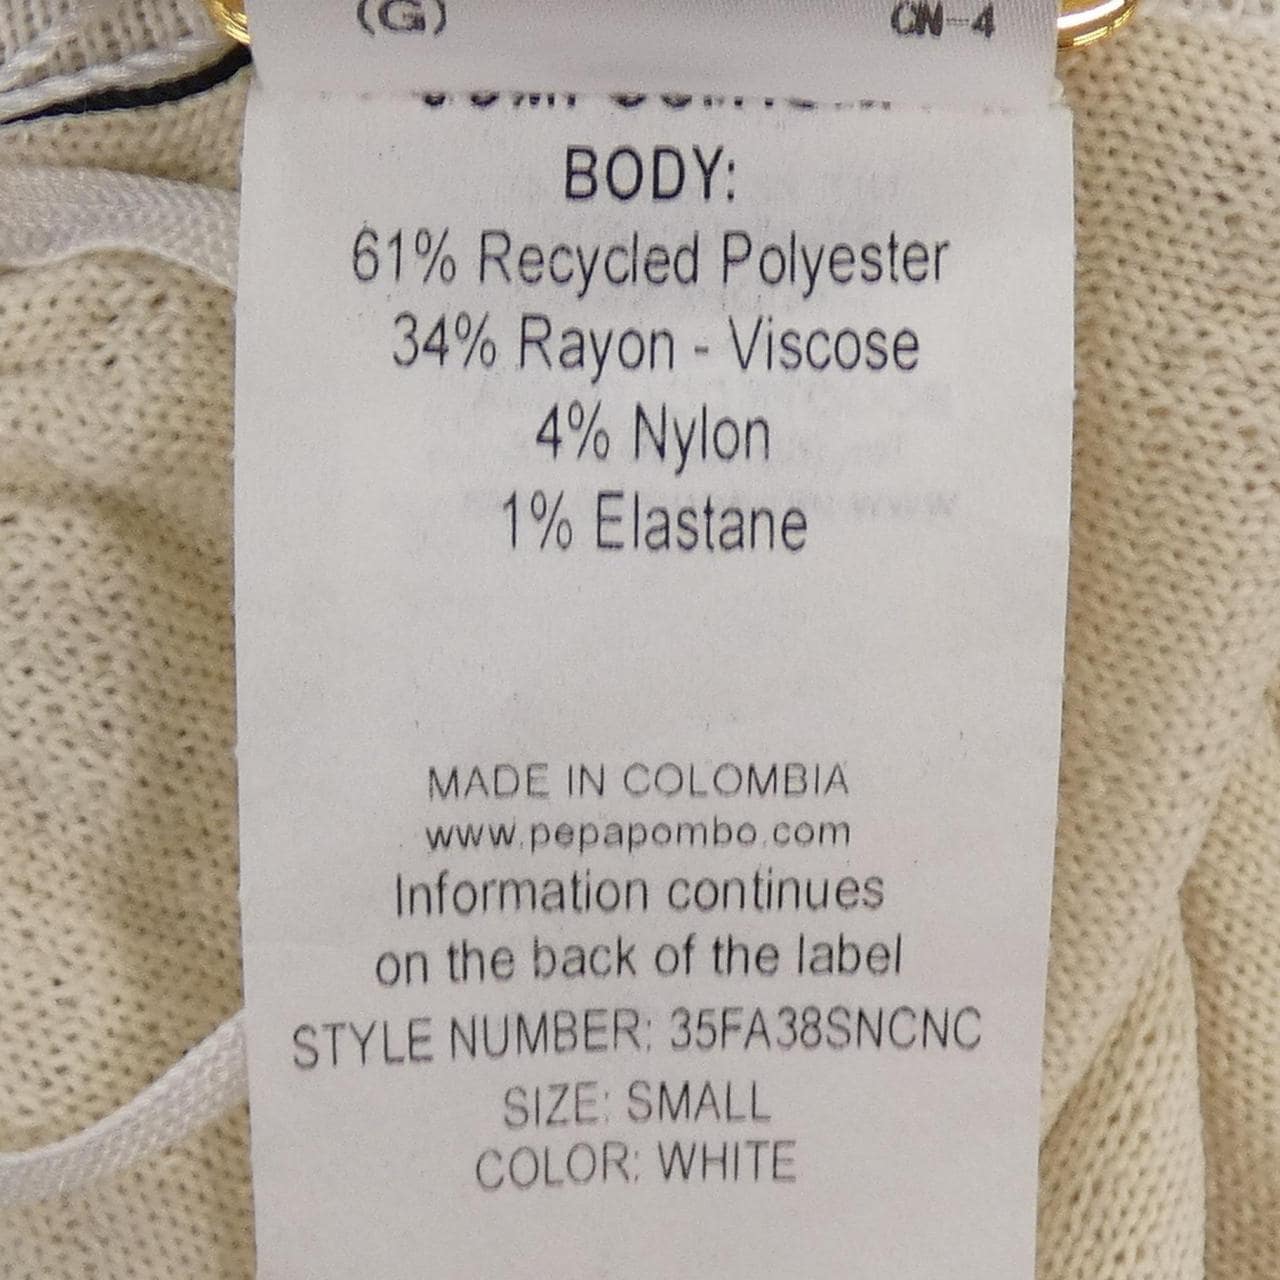 (G) CN-4
BODY:
61% Recycled Polyester
34% Rayon - Viscose
4% Nylon
1% Elastane
MADE IN COLOMBIA
www.pepapombo.com
Information continues
on the back of the label
STYLE NUMBER: 35FA38SNCNC
SIZE: SMALL
COLOR: WHITE